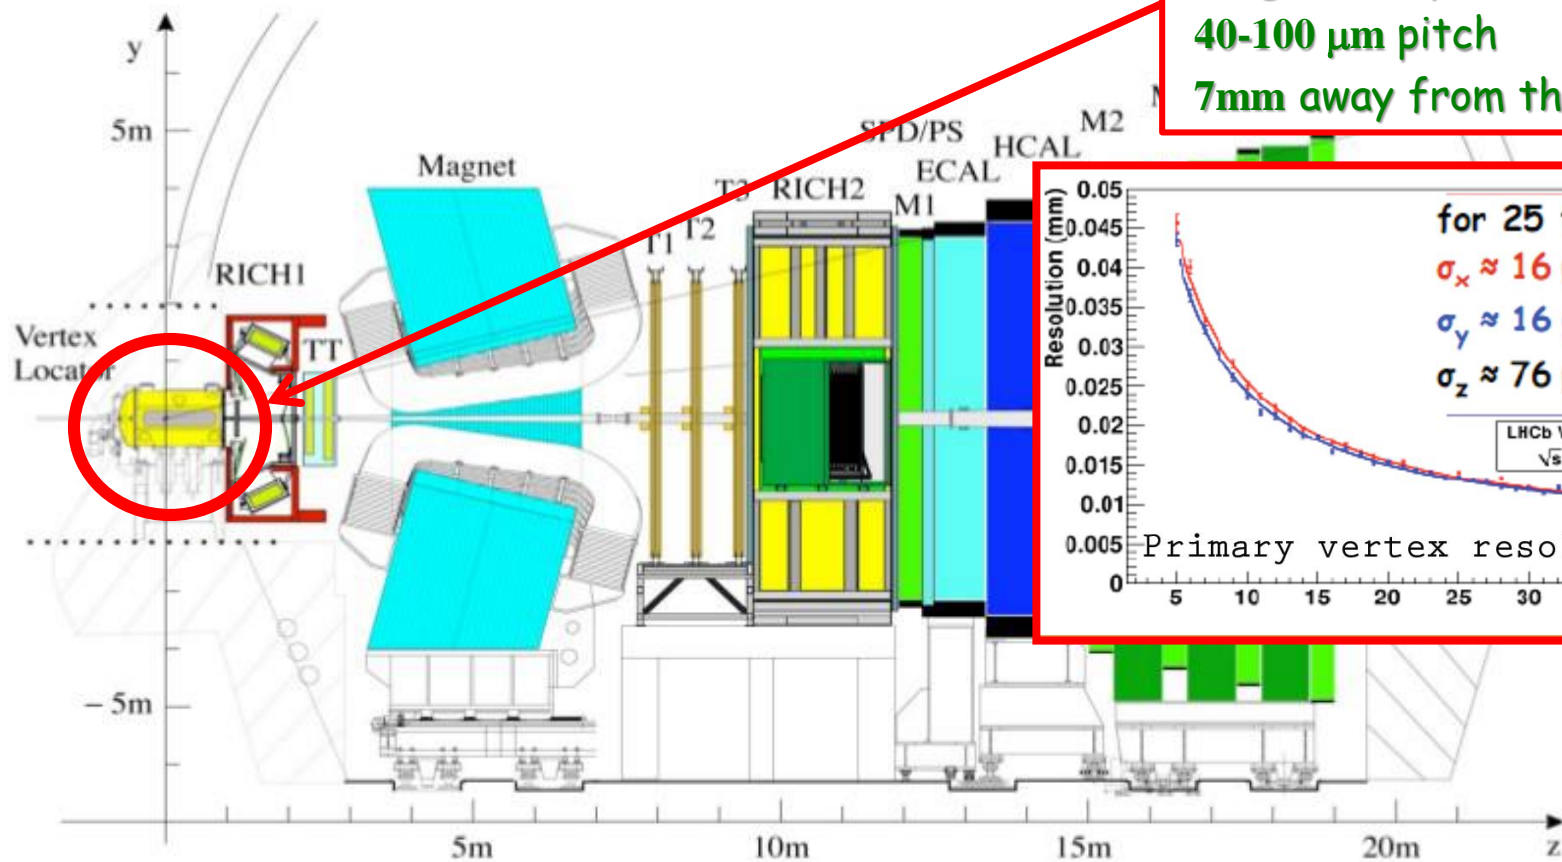 40-100 μm pitch
7mm away from th
y
5m
Magnet
SPD/PS
M2
HCAL
ECAL
T3
RICH2
M1
T2
T1
RICH1
Vertex
Locator
TT
- 5m
5m
10m
15m
20m
z
Resolution (mm)
0.05
0.045
0.04
0.035
0.03
0.025
0.02
0.015
0.01
0.005
0
for 25
σx ≈ 16
σy ≈ 16
σz ≈ 76
LHCb V
√s
Primary vertex reso
5
10
15
20
25
30